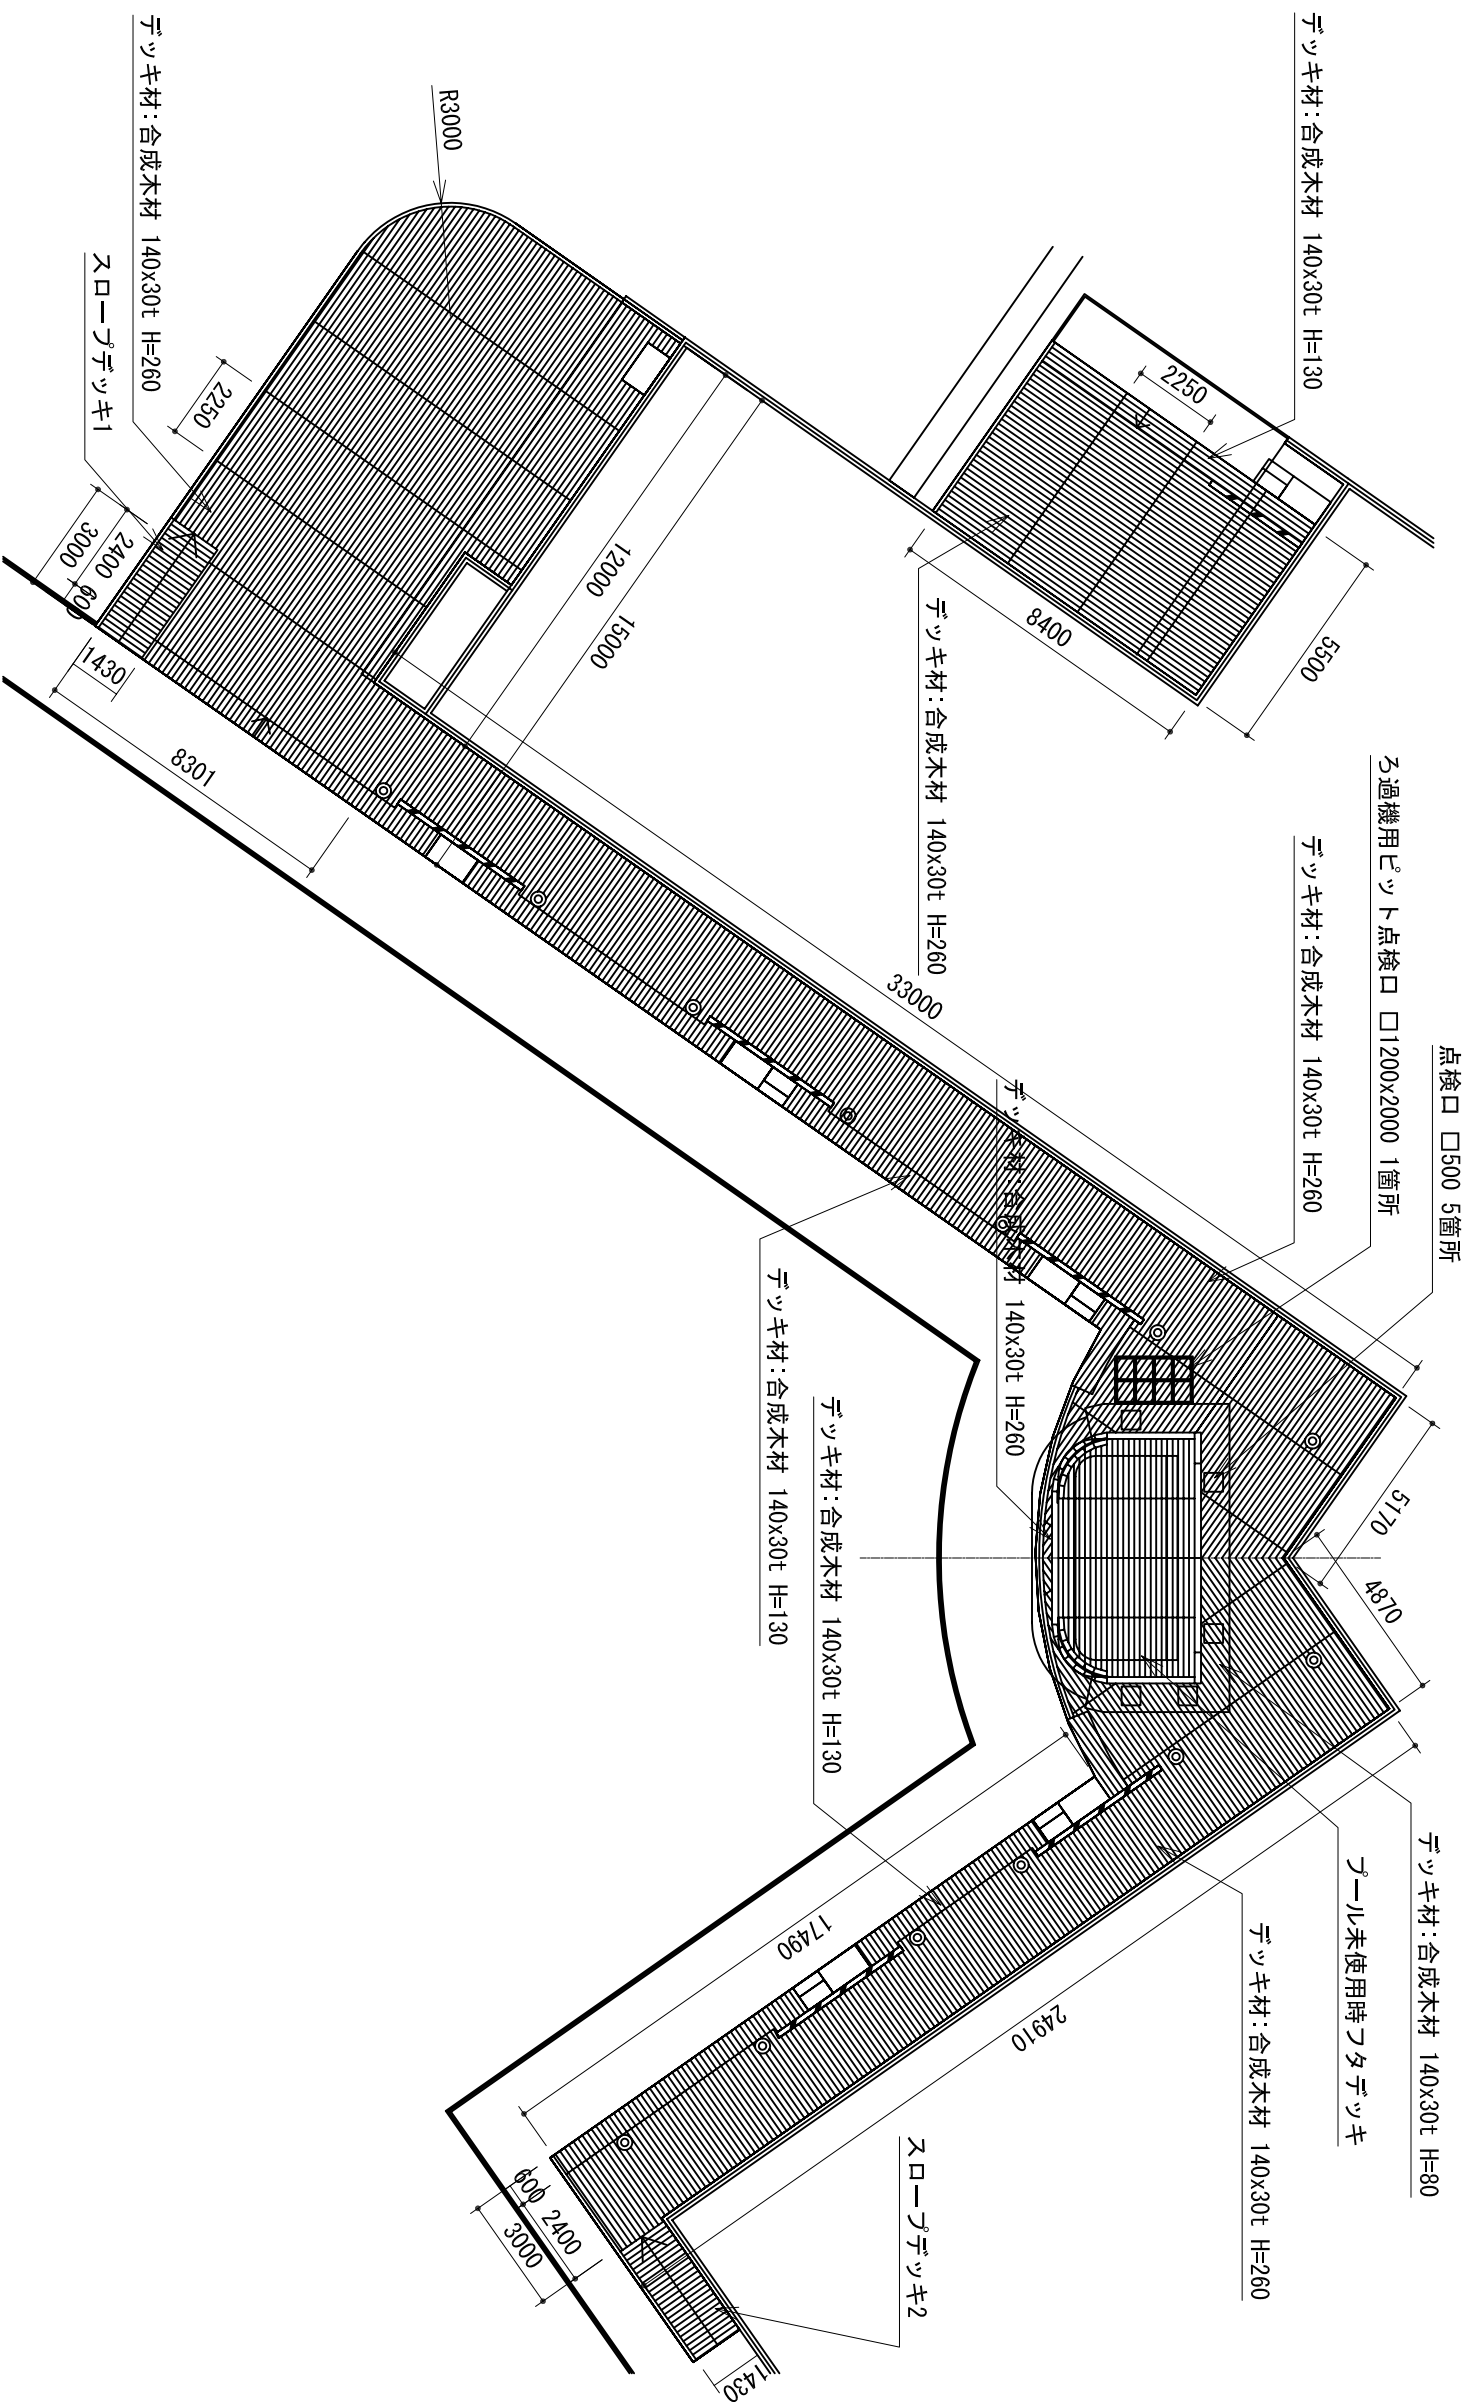 デッキ材：合成木材 140x30t H=130
点検口 □500 5箇所
ろ過機用ピット点検口 □1200x2000 1箇所
デッキ材：合成木材 140x30t H=260
デッキ材：合成木材 140x30t H=80
プール未使用時フタデッキ
デッキ材：合成木材 140x30t H=260
デッキ材：合成木材 140x30t H=260
デッキ材：合成木材 140x30t H=260
スロープデッキ2
デッキ材：合成木材 140x30t H=130
デッキ材：合成木材 140x30t H=130
R3000
デッキ材：合成木材 140x30t H=260
スロープデッキ1
2250
5500
8400
12000
15000
33000
5170
4870
2250
3000
2400
600
1430
8301
17490
24910
600
2400
3000
1430